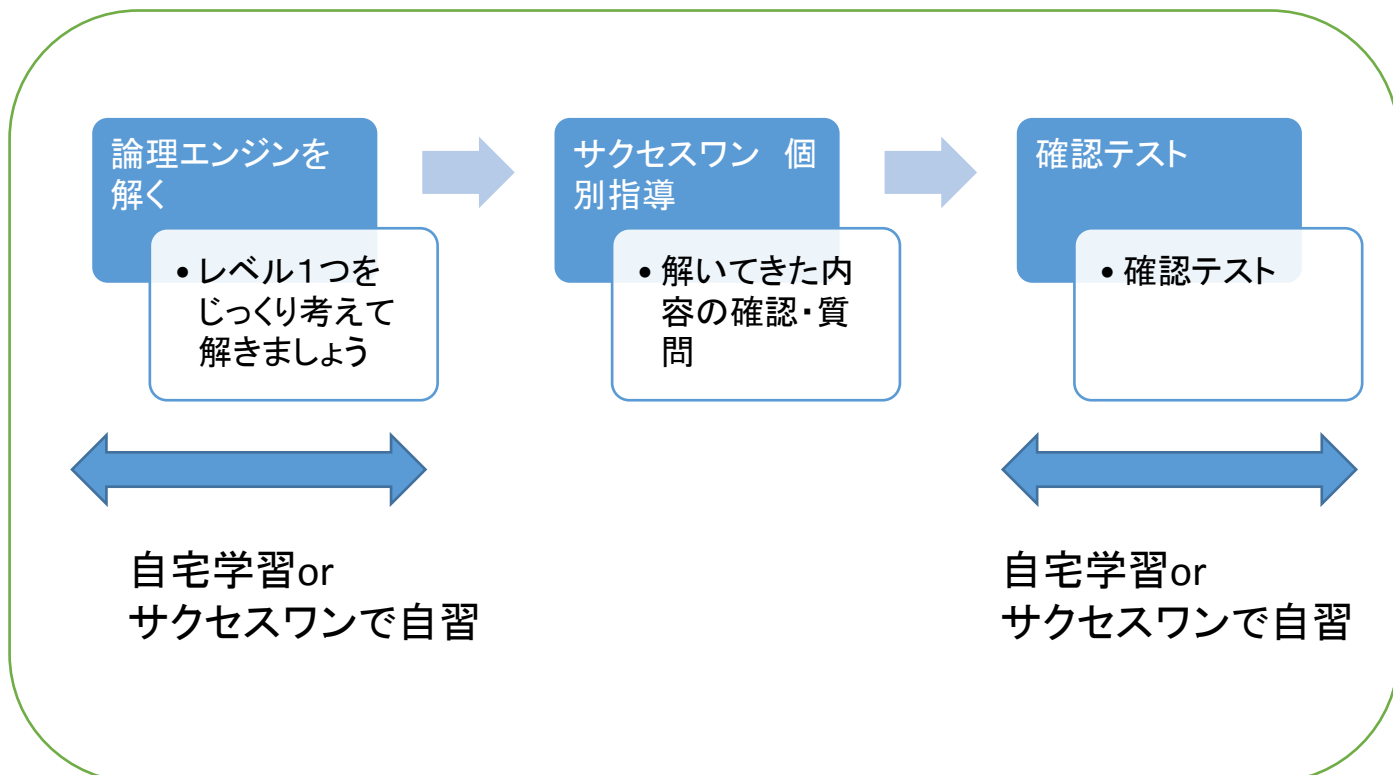 論理エンジンを
解く
• レベル１つを
じっくり考えて
解きましょう
サクセスワン　個
別指導
• 解いてきた内
容の確認・質
問
確認テスト
• 確認テスト
自宅学習or
サクセスワンで自習
自宅学習or
サクセスワンで自習